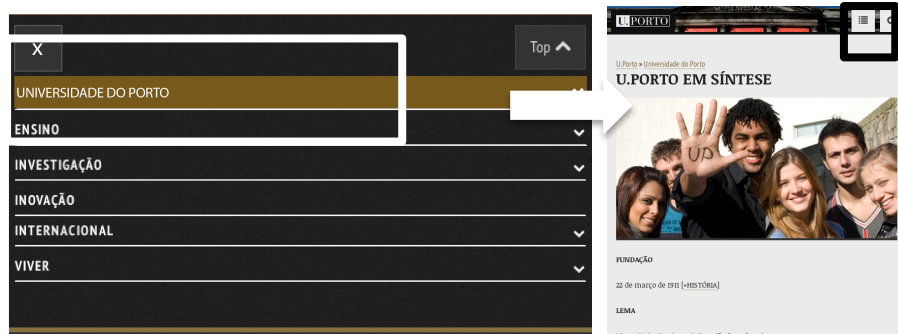 X
Top
UNIVERSIDADE DO PORTO
ENSINO
INVESTIGAÇÃO
INOVAÇÃO
INTERNACIONAL
VIVER
U.PORTO
U.Porto » Universidade do Porto
U.PORTO EM SÍNTESE
UP
FUNDAÇÃO
22 de março de 1911 [+HISTÓRIA]
LEMA